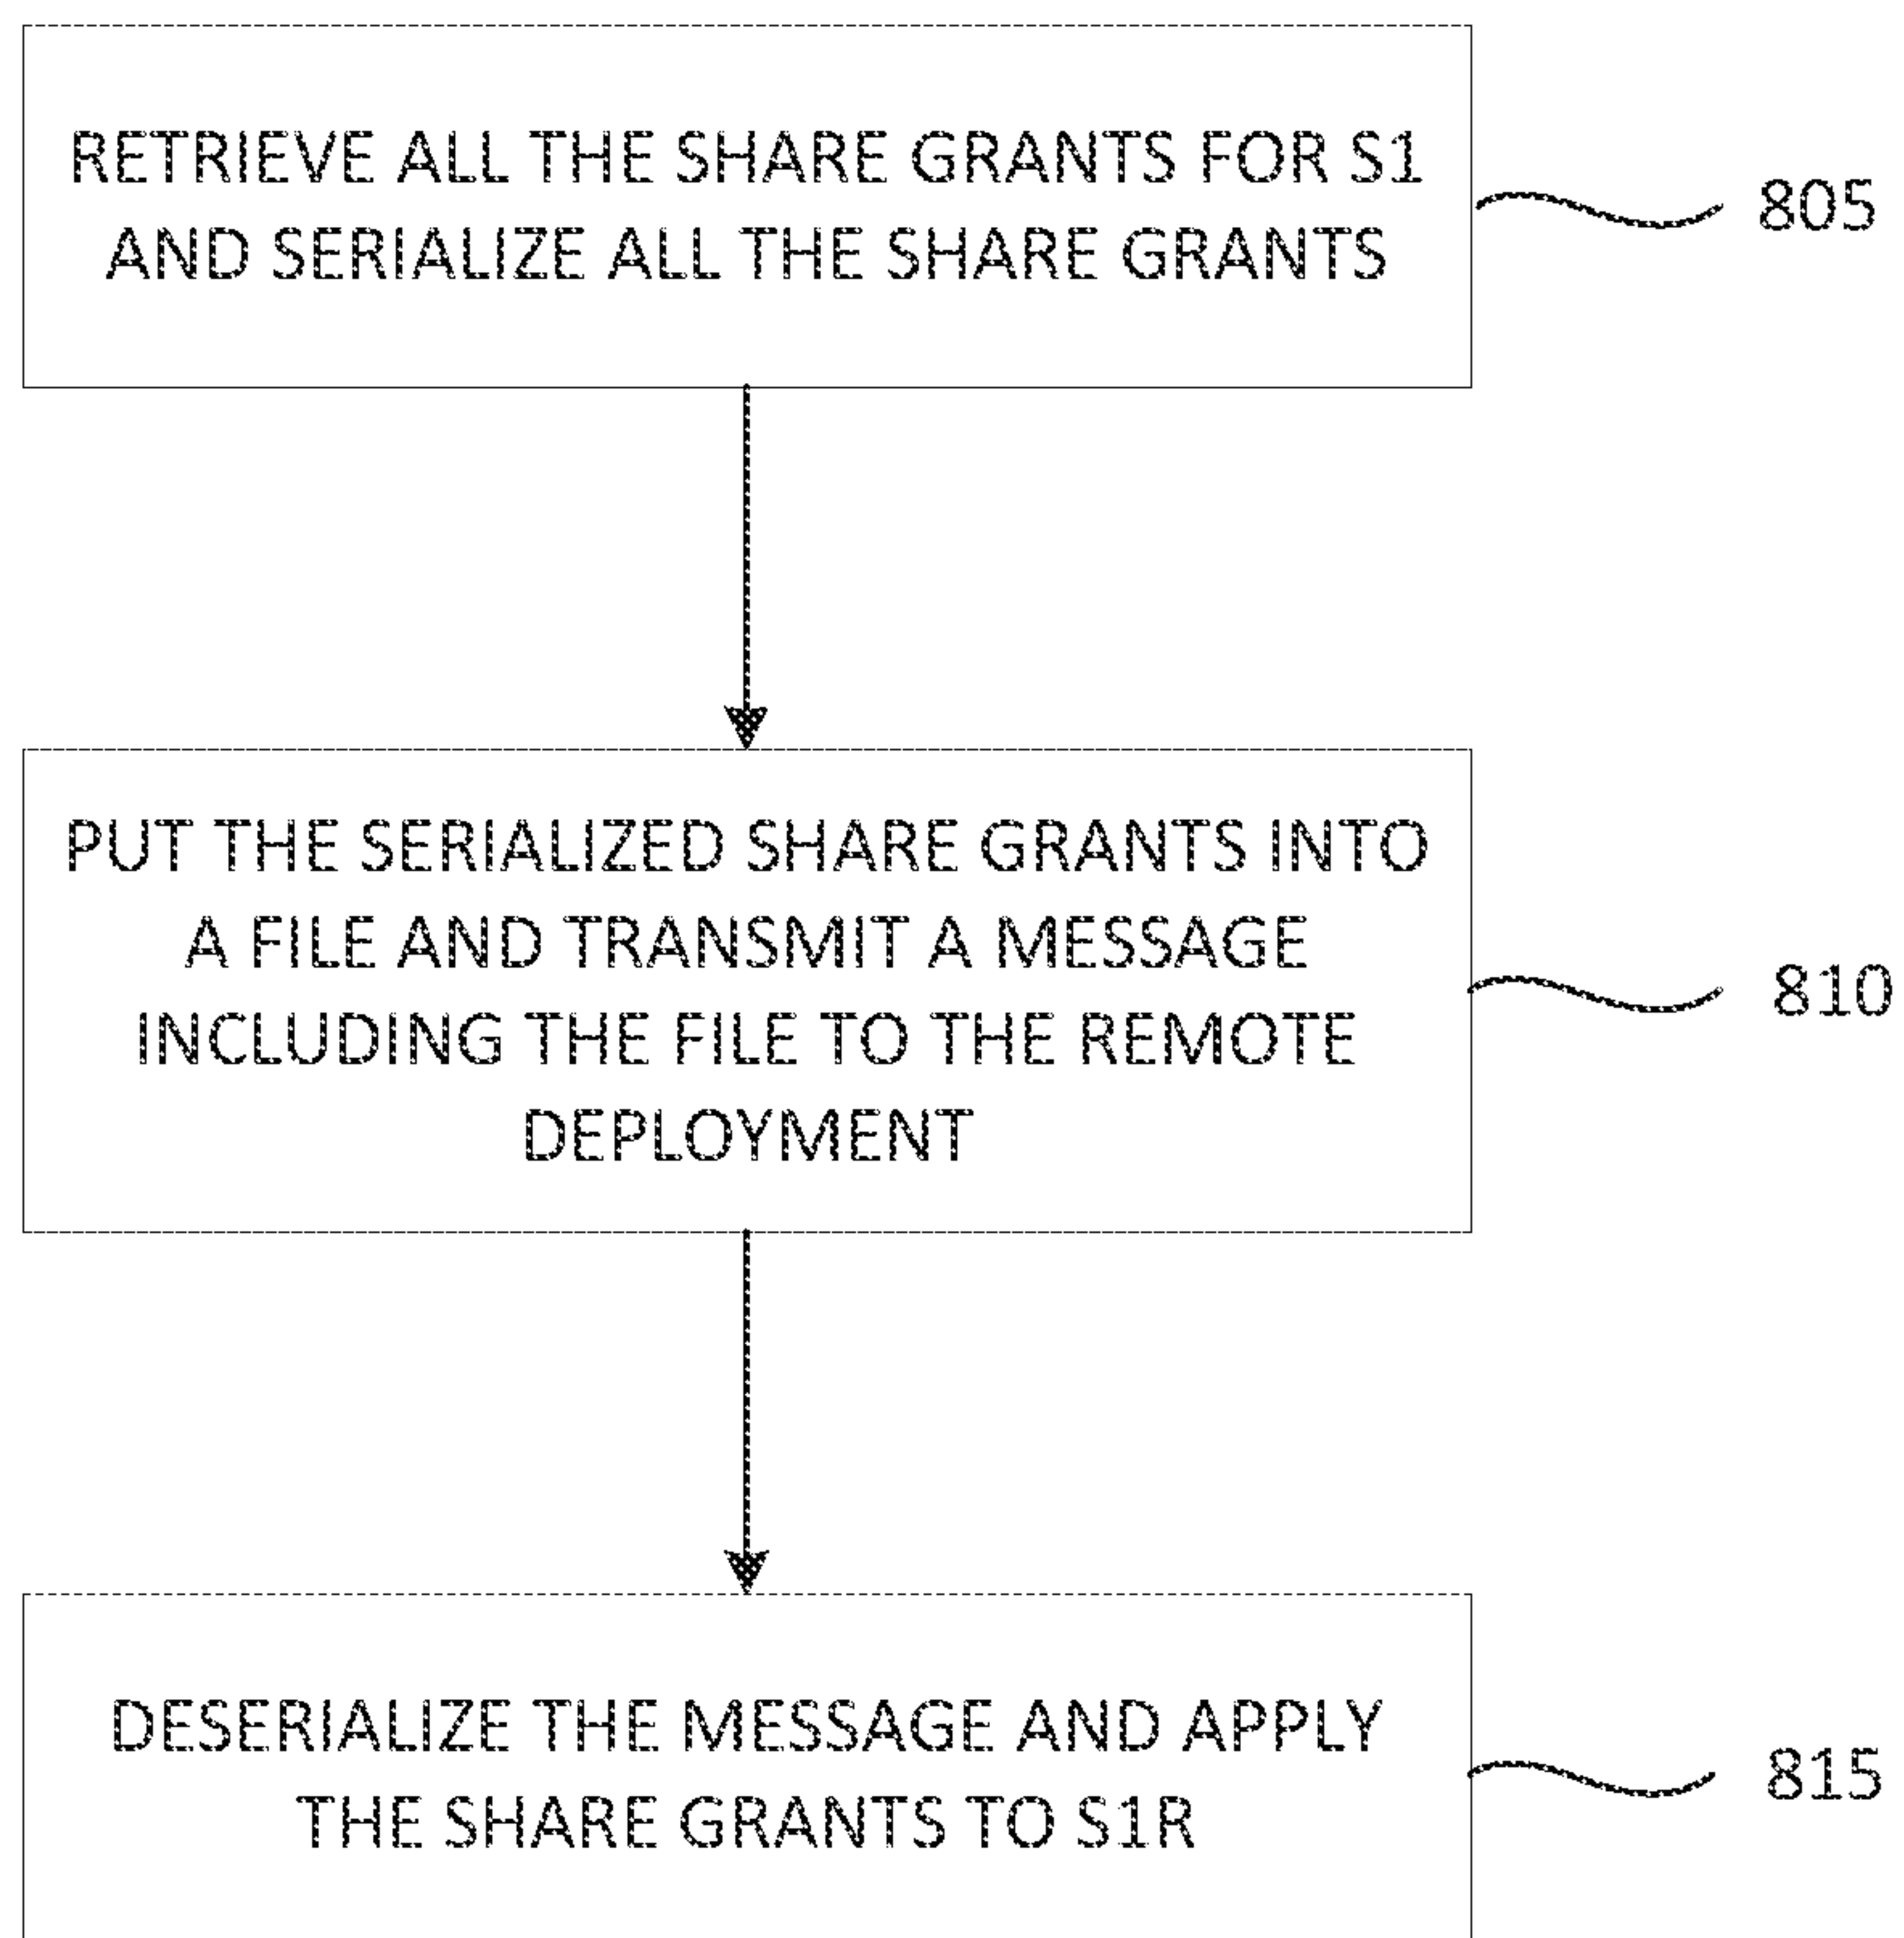 RETRIEVE ALL THE SHARE GRANTS FOR S1
AND SERIALIZE ALL THE SHARE GRANTS
805
PUT THE SERIALIZED SHARE GRANTS INTO
A FILE AND TRANSMIT A MESSAGE
INCLUDING THE FILE TO THE REMOTE
DEPLOYMENT
810
DESERIALIZE THE MESSAGE AND APPLY
THE SHARE GRANTS TO S1R
815